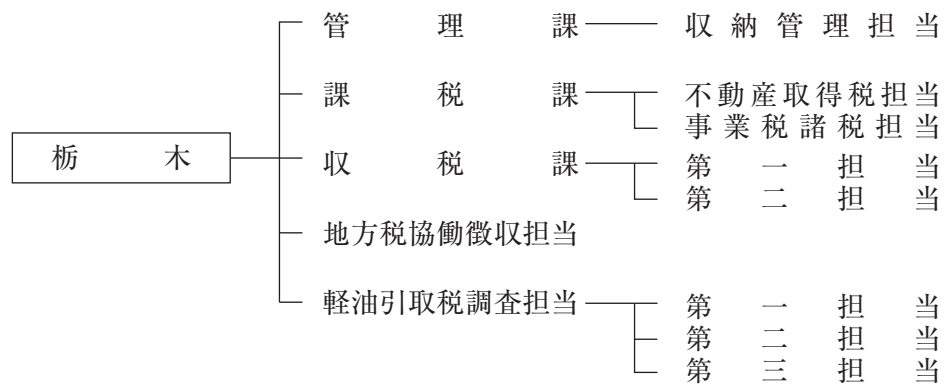 管理課
収納管理担当
課税課
不動産取得税担当
事業税諸税担当
栃木
収税課
第一担当
第二担当
地方税協働徴収担当
軽油引取税調査担当
第一担当
第二担当
第三担当